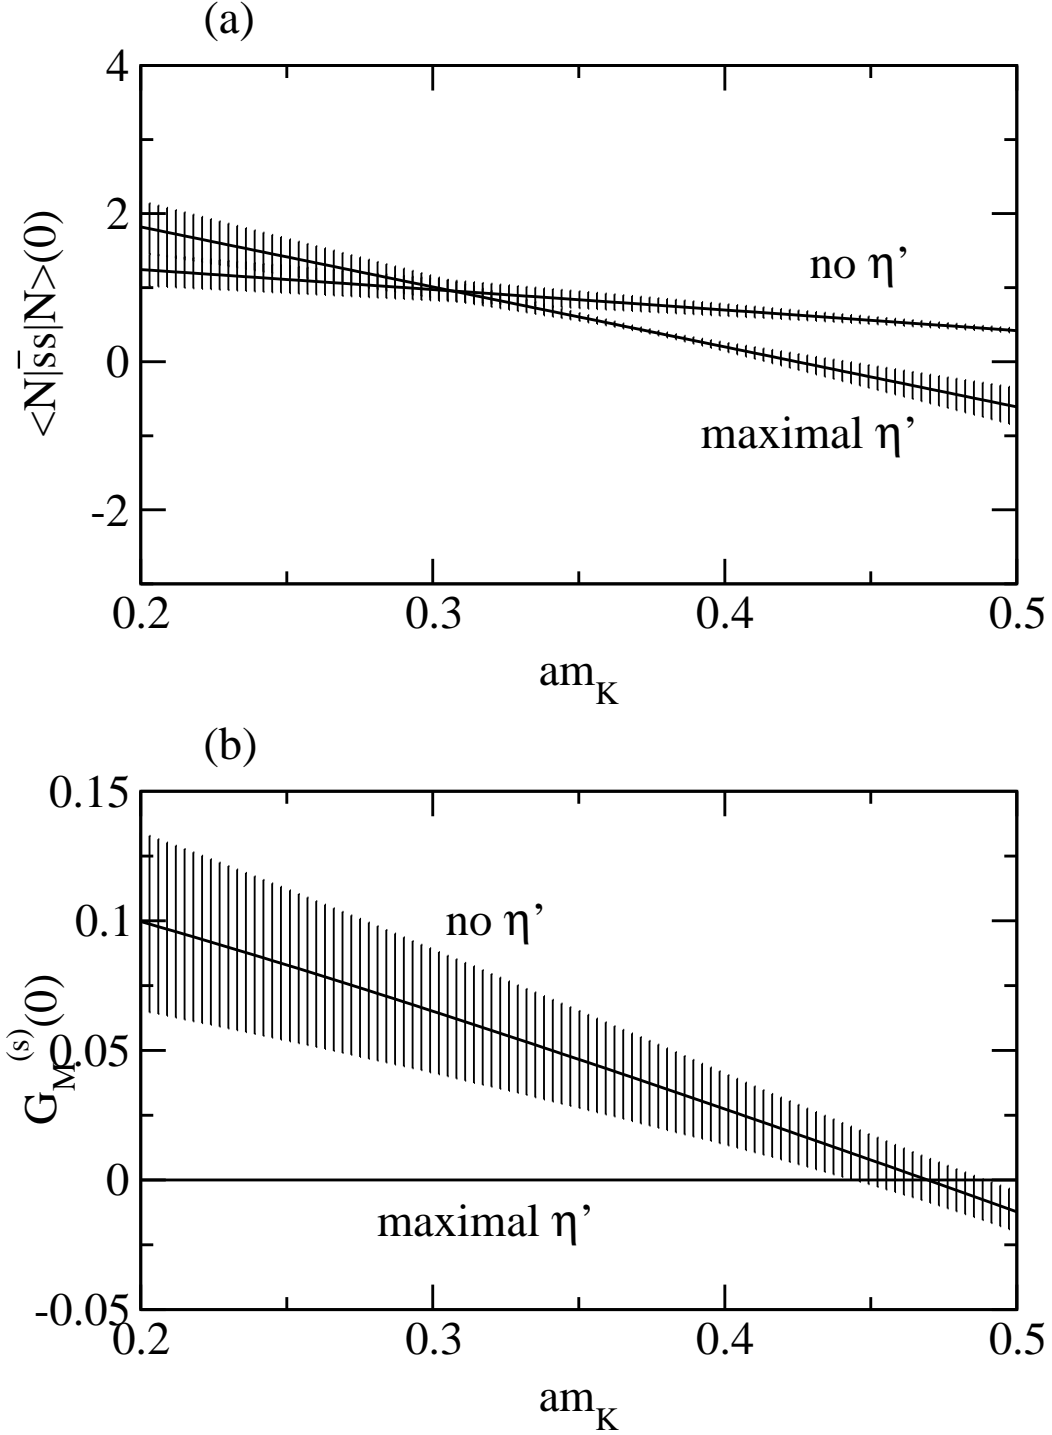 (a)
4
2
0
-2
<N|s̄s|N>(0)
no η’
maximal η’
0.2 0.3 0.4 0.5
am_K
(b)
0.15
0.1
0.05
0
-0.05
G_M^(s)(0)
no η’
maximal η’
0.2 0.3 0.4 0.5
am_K